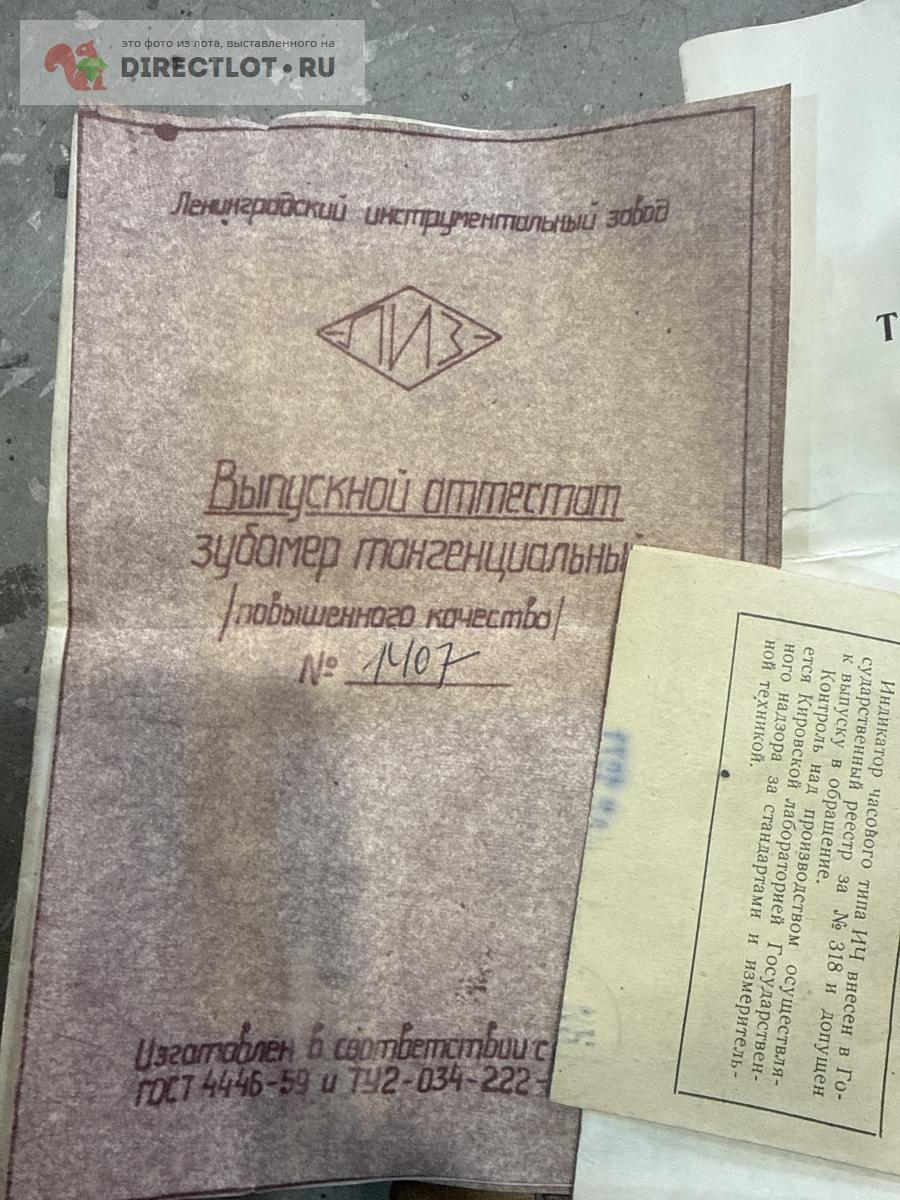 это фото из лота, выставленного на
DIRECTLOT.RU
Ленинградский инструментальный завод
ЛИЗ
Выпускной аттестат
зубомер тангенциальный
/повышенного качества/
№ 1407
Изготовлен в соответствии с
ГОСТ 4446-59 и ТУ2-034-222-
Т
Индикатор часового типа ИЧ внесен в Го-
сударственный реестр за № 318 и допущен
к выпуску в обращение.
Контроль над производством осуществля-
ется Кировской лабораторией Государствен-
ного надзора за стандартами и измеритель-
ной техникой.